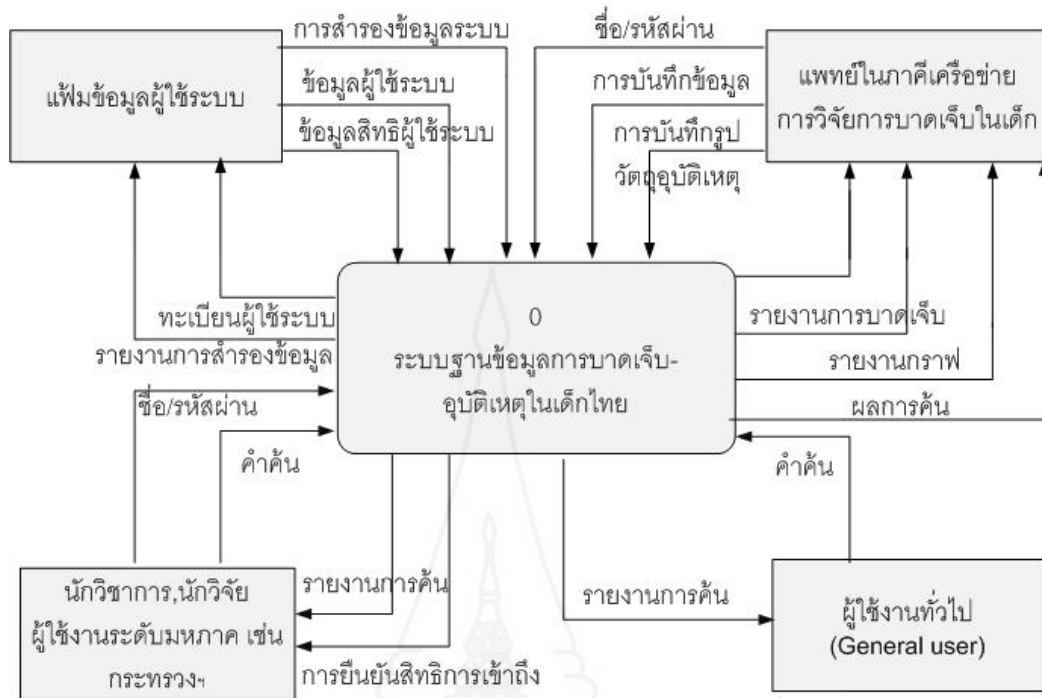 การสำรองข้อมูลระบบ
ชื่อ/รหัสผ่าน
แฟ้มข้อมูลผู้ใช้ระบบ
ข้อมูลผู้ใช้ระบบ
ข้อมูลสิทธิผู้ใช้ระบบ
การบันทึกข้อมูล
การบันทึกรูป
วัตถุอุบัติเหตุ
แพทย์ในภาคีเครือข่าย
การวิจัยการบาดเจ็บในเด็ก
ทะเบียนผู้ใช้ระบบ
รายงานการสำรองข้อมูล
0
ระบบฐานข้อมูลการบาดเจ็บ-
อุบัติเหตุในเด็กไทย
รายงานการบาดเจ็บ
รายงานกราฟ
ผลการค้น
ชื่อ/รหัสผ่าน
คำค้น
คำค้น
นักวิชาการ,นักวิจัย
ผู้ใช้งานระดับมหภาค เช่น
กระทรวงฯ
รายงานการค้น
การยืนยันสิทธิการเข้าถึง
รายงานการค้น
ผู้ใช้งานทั่วไป
(General user)